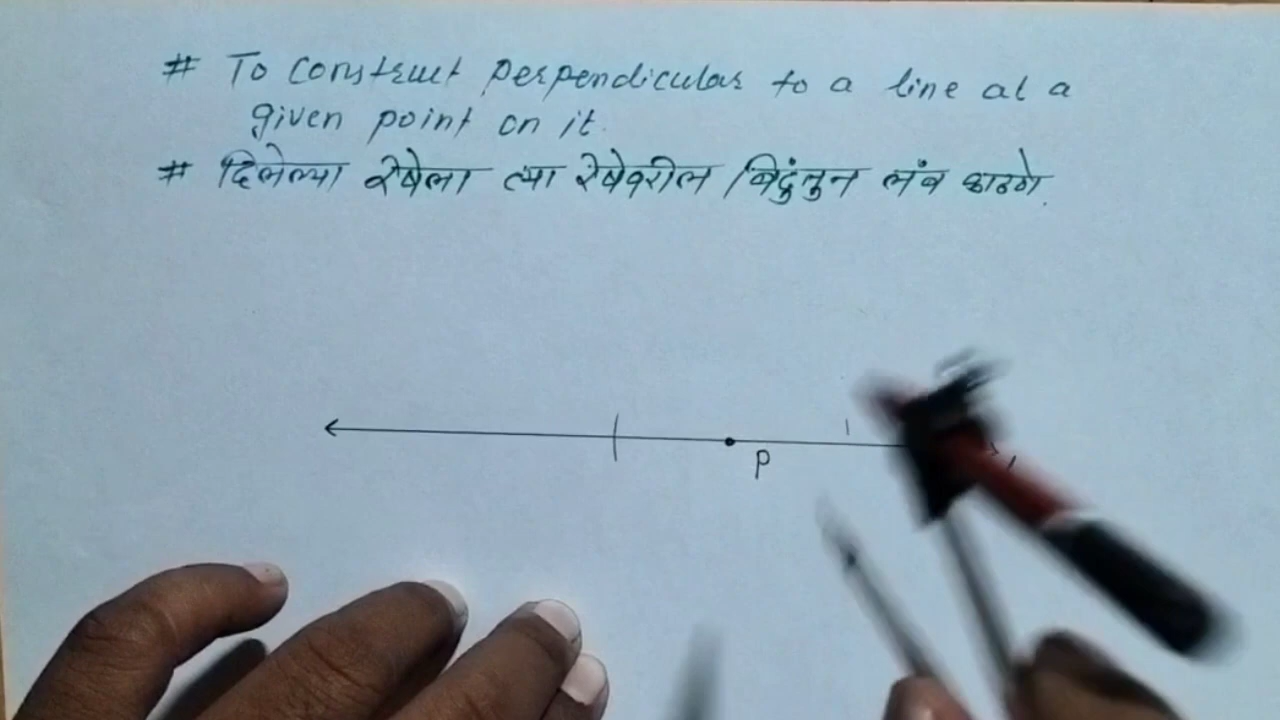 # To construct perpendicular to a line at a
given point on it.
# दिलेल्या रेषेला त्या रेषेवरील बिंदुंतुन लंब काढणे.
P